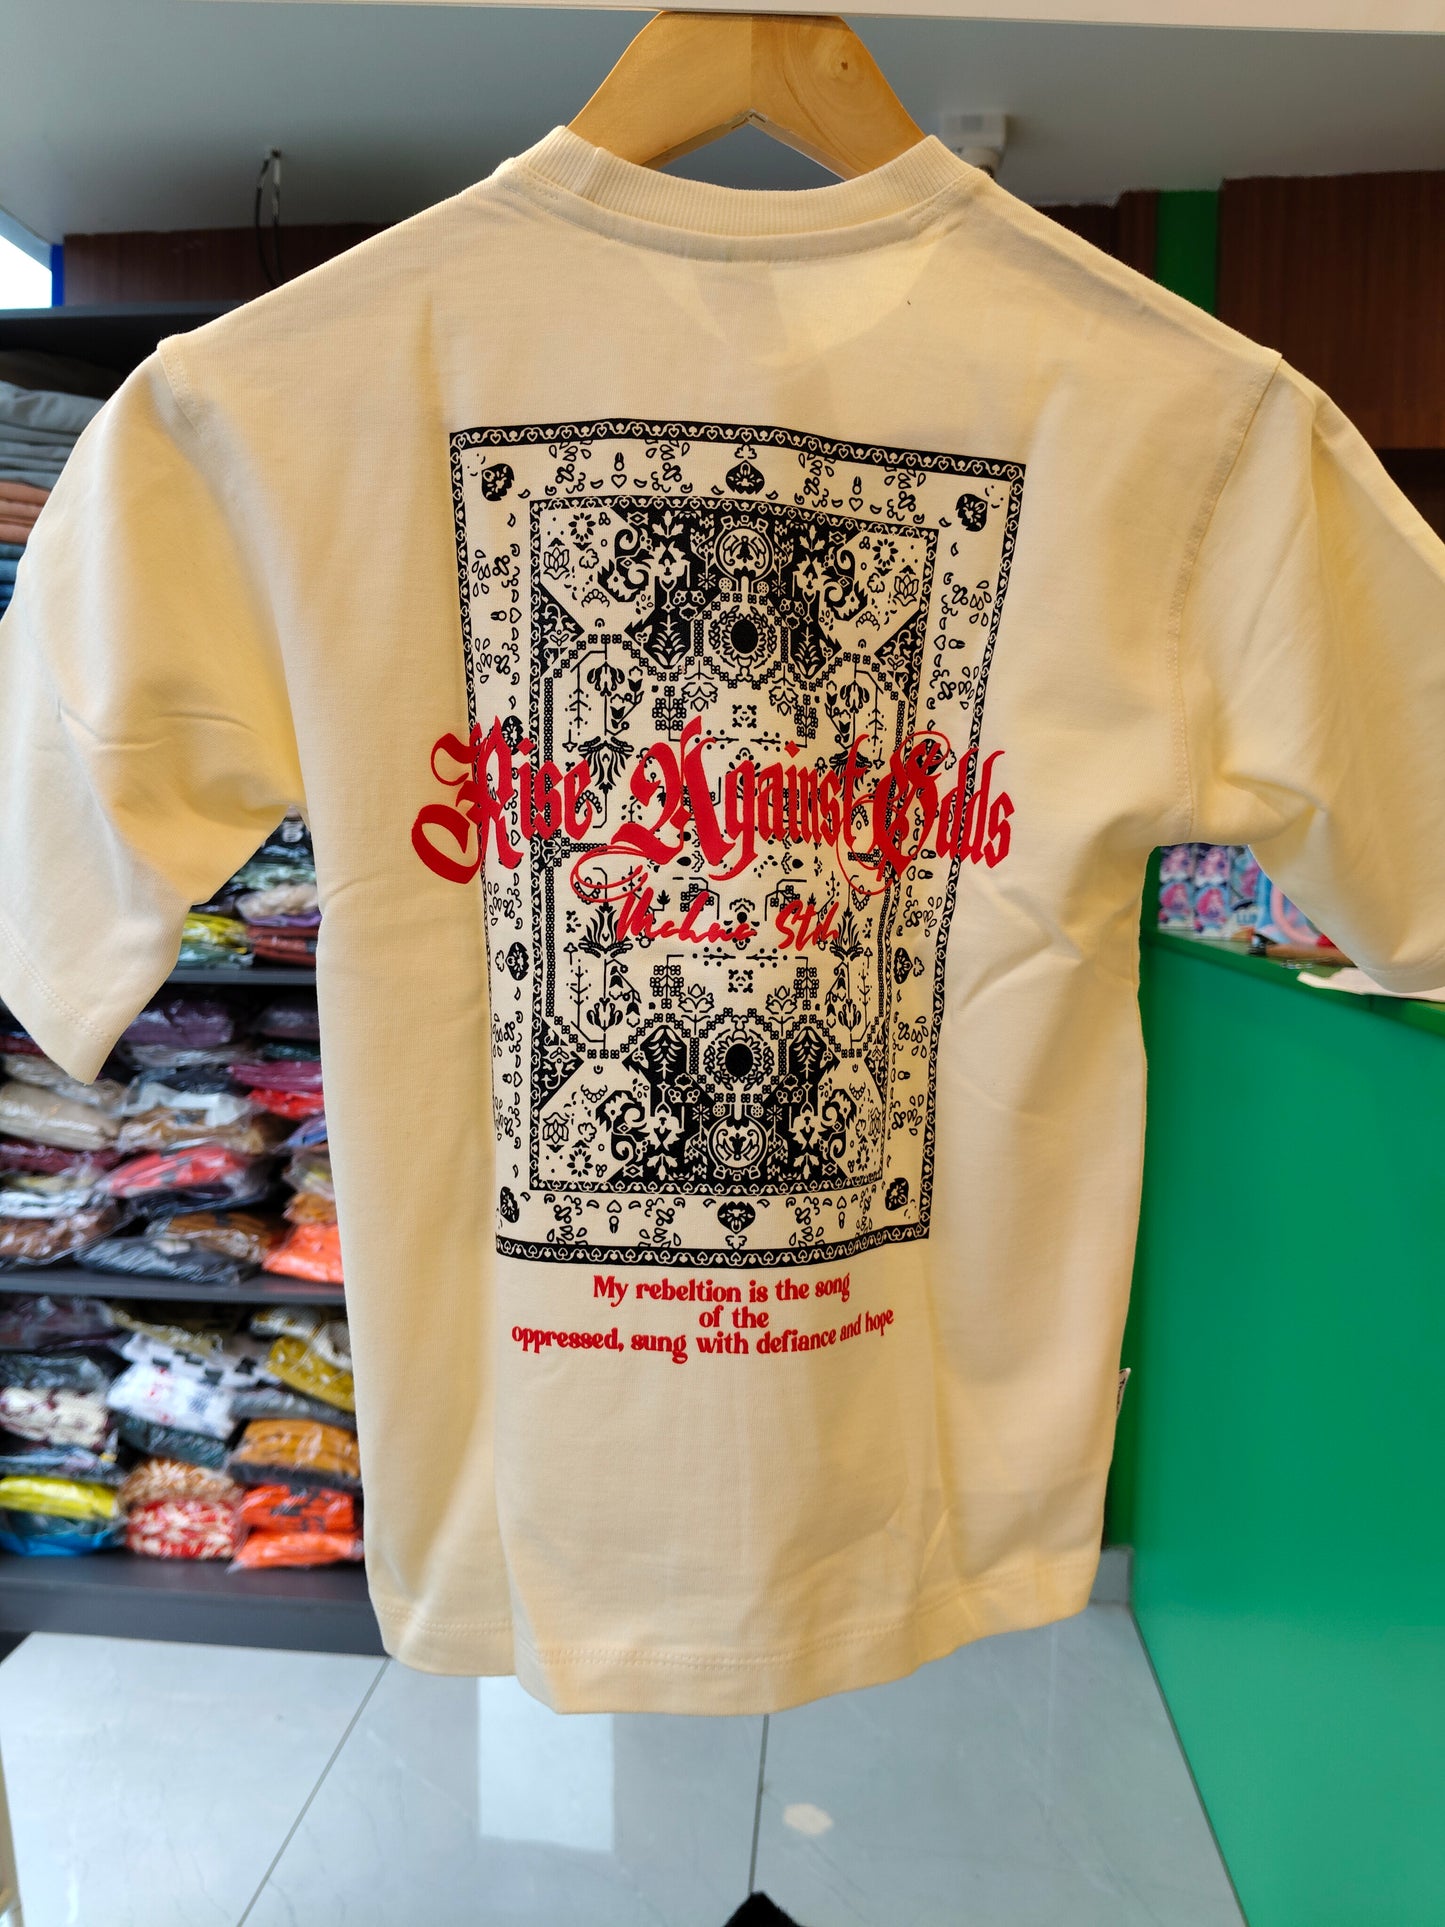 Rise Against Odds
My rebeltion is the song
of the
oppressed, sung with defiance and hope